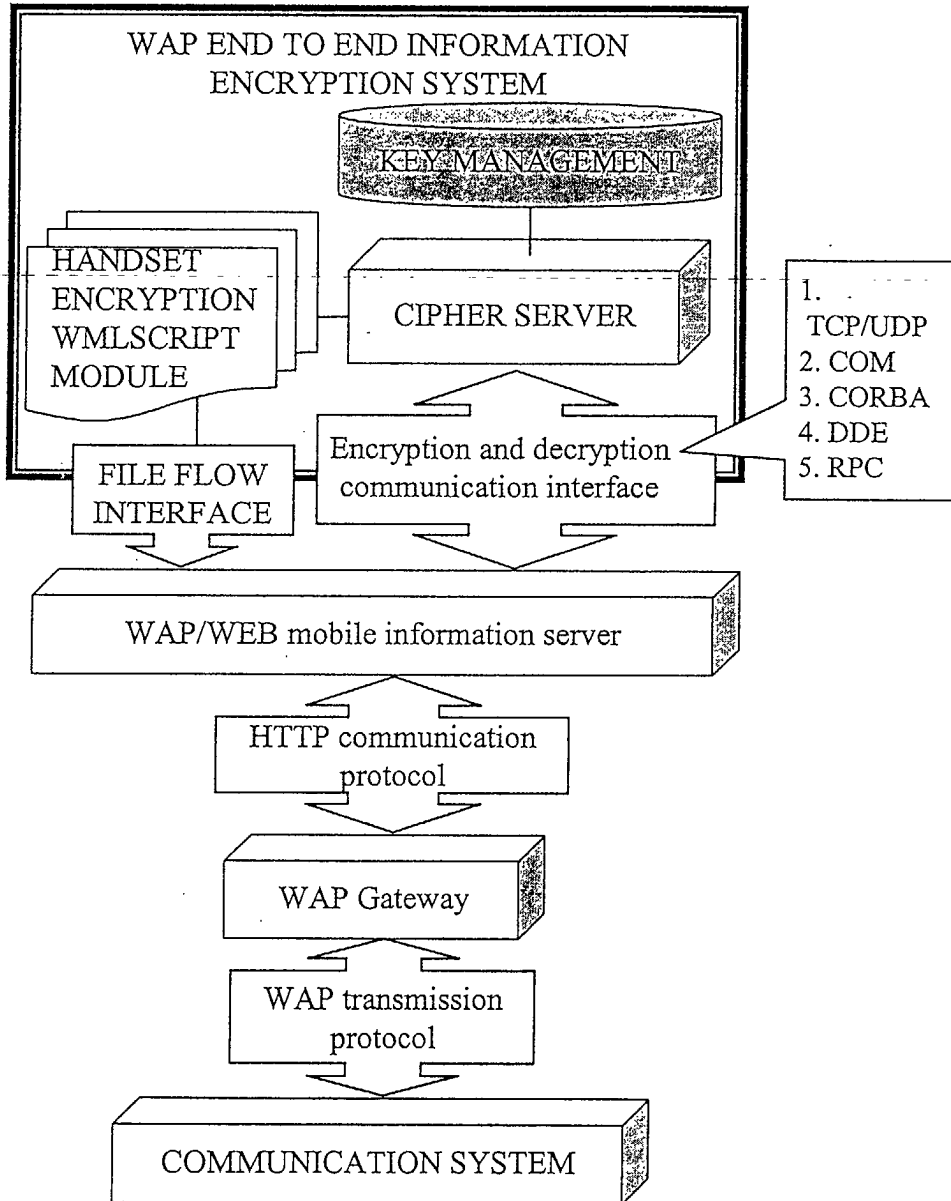 WAP END TO END INFORMATION
ENCRYPTION SYSTEM
KEY MANAGEMENT
HANDSET
ENCRYPTION
WMLSCRIPT
MODULE
CIPHER SERVER
1.
TCP/UDP
2. COM
3. CORBA
4. DDE
5. RPC
FILE FLOW
INTERFACE
Encryption and decryption
communication interface
WAP/WEB mobile information server
HTTP communication
protocol
WAP Gateway
WAP transmission
protocol
COMMUNICATION SYSTEM